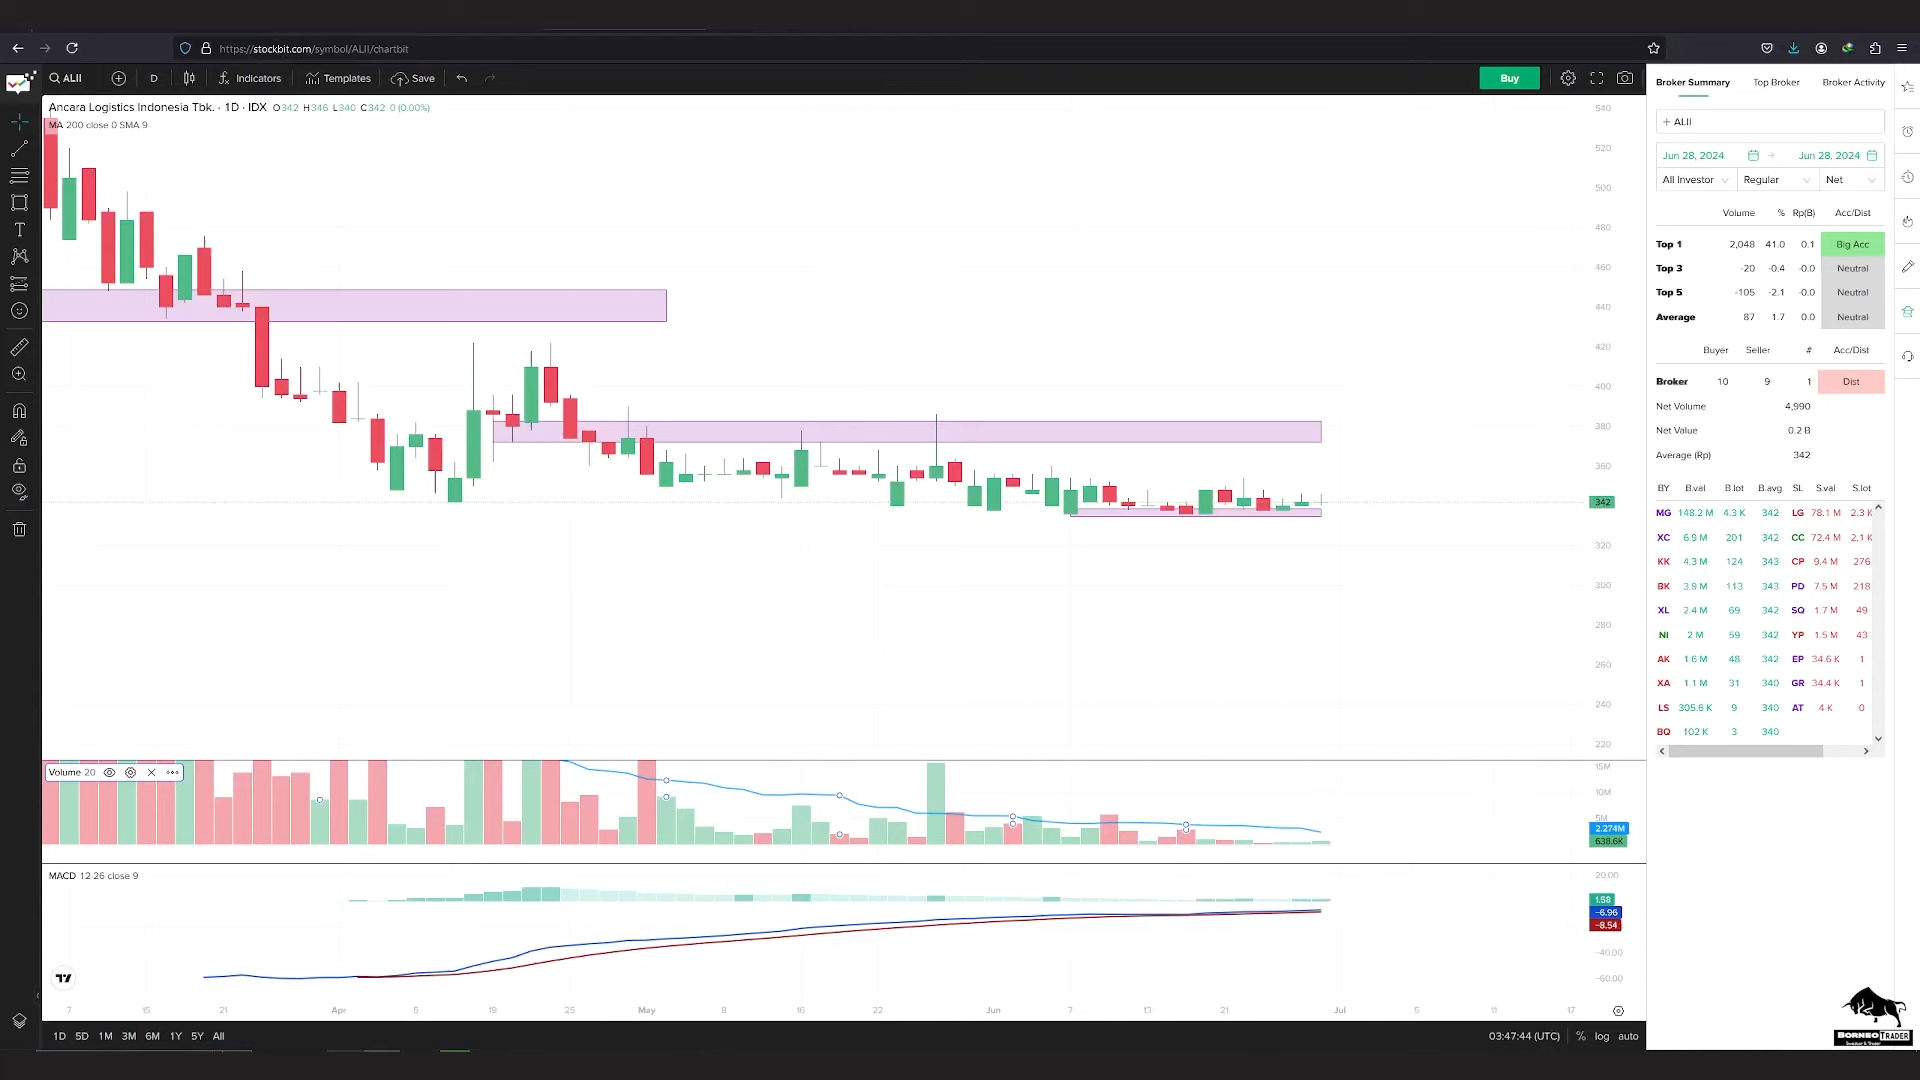 https://stockbit.com/symbol/ALII/chartbit
ALII D Indicators Templates Save Buy
Ancara Logistics Indonesia Tbk. · 1D · IDX O342 H346 L340 C342 0 (0.00%)
MA 200 close 0 SMA 9
540
520
500
480
460
440
420
400
380
360
342
320
300
280
260
240
220
Volume 20
15M
10M
5M
2.274M
638.6K
MACD 12 26 close 9
20.00
1.58
−6.96
−8.54
−40.00
−60.00
7 15 21 Apr 5 19 25 May 8 16 22 Jun 7 13 21 Jul 5 11 17
1D 5D 1M 3M 6M 1Y 5Y All 03:47:44 (UTC) % log auto
Broker Summary Top Broker Broker Activity
+ ALII
Jun 28, 2024 → Jun 28, 2024
All Investor Regular Net
Volume % Rp(B) Acc/Dist
Top 1 2,048 41.0 0.1 Big Acc
Top 3 -20 -0.4 -0.0 Neutral
Top 5 -105 -2.1 -0.0 Neutral
Average 87 1.7 0.0 Neutral
Buyer Seller # Acc/Dist
Broker 10 9 1 Dist
Net Volume 4,990
Net Value 0.2 B
Average (Rp) 342
BY B.val B.lot B.avg SL S.val S.lot
MG 148.2 M 4.3 K 342 LG 78.1 M 2.3 K
XC 6.9 M 201 342 CC 72.4 M 2.1 K
KK 4.3 M 124 343 CP 9.4 M 276
BK 3.9 M 113 343 PD 7.5 M 218
XL 2.4 M 69 342 SQ 1.7 M 49
NI 2 M 59 342 YP 1.5 M 43
AK 1.6 M 48 342 EP 34.6 K 1
XA 1.1 M 31 340 GR 34.4 K 1
LS 305.6 K 9 340 AT 4 K 0
BQ 102 K 3 340
BORNEOTRADER
Investor & Trader